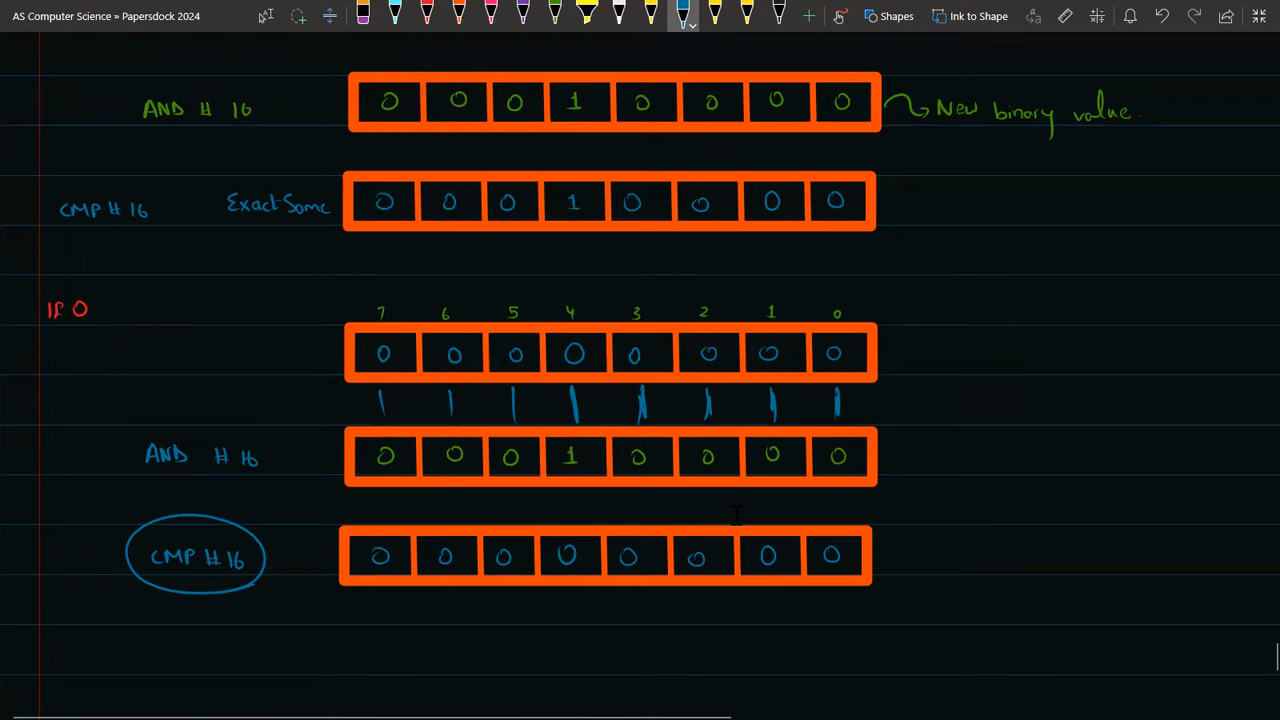 AS Computer Science » Papersdock 2024
Shapes
Ink to Shape
AND # 16 0 0 0 1 0 0 0 0 New binary value.
CMP # 16 Exact Same 0 0 0 1 0 0 0 0
IF 0
7 6 5 4 3 2 1 0
0 0 0 0 0 0 0 0
AND # 16 0 0 0 1 0 0 0 0
CMP # 16 0 0 0 0 0 0 0 0